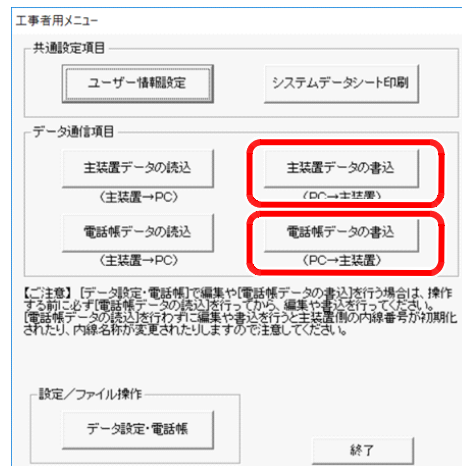 工事者用メニュー
共通設定項目
ユーザー情報設定
システムデータシート印刷
データ通信項目
主装置データの読込
主装置データの書込
(主装置→PC)
(PC→主装置)
電話帳データの読込
電話帳データの書込
(主装置→PC)
(PC→主装置)
【ご注意】 [データ設定・電話帳]で編集や[電話帳データの書込]を行う場合は、操作
する前に必ず[電話帳データの読込]を行ってから、編集や書込を行ってください。
[電話帳データの読込]を行わずに編集や書込を行うと主装置側の内線番号が初期化
されたり、内線名称が変更されたりしますので注意してください。
設定/ファイル操作
データ設定・電話帳
終了